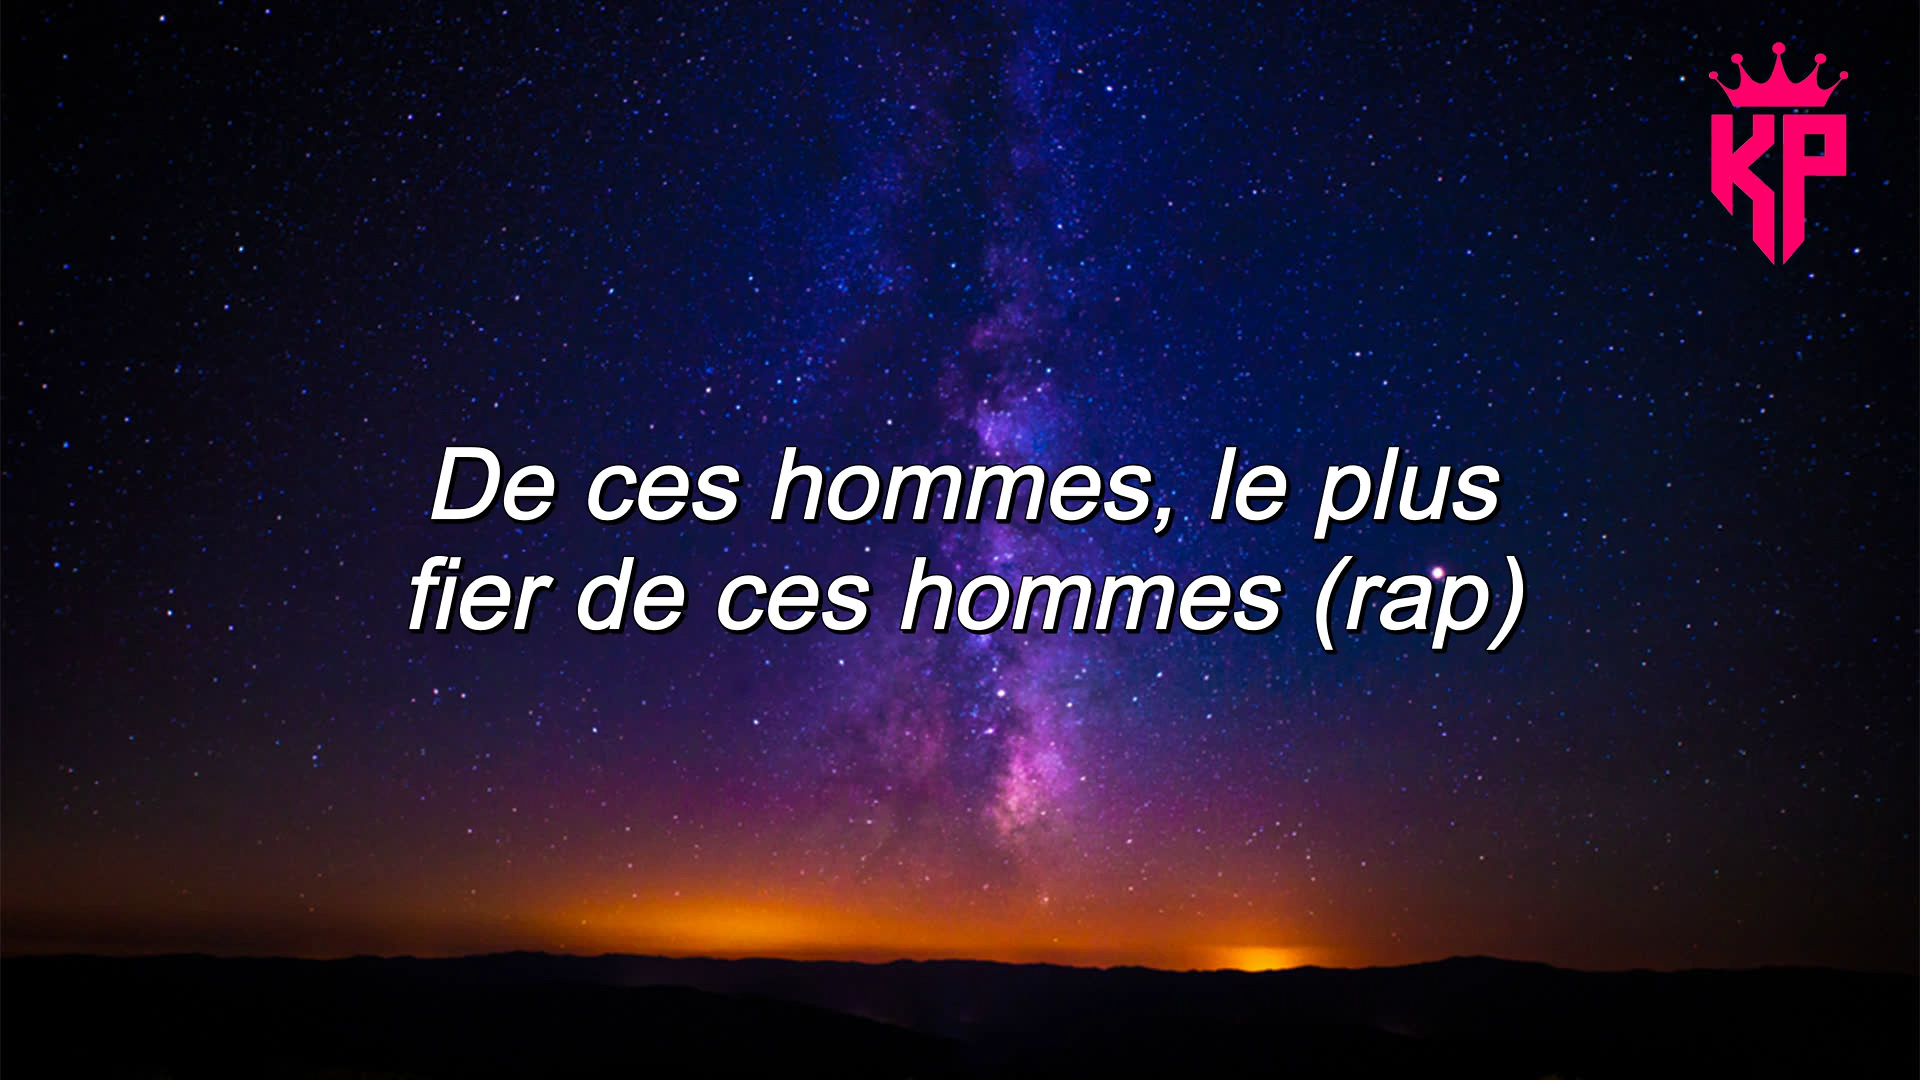 KP
De ces hommes, le plus
fier de ces hommes (rap)